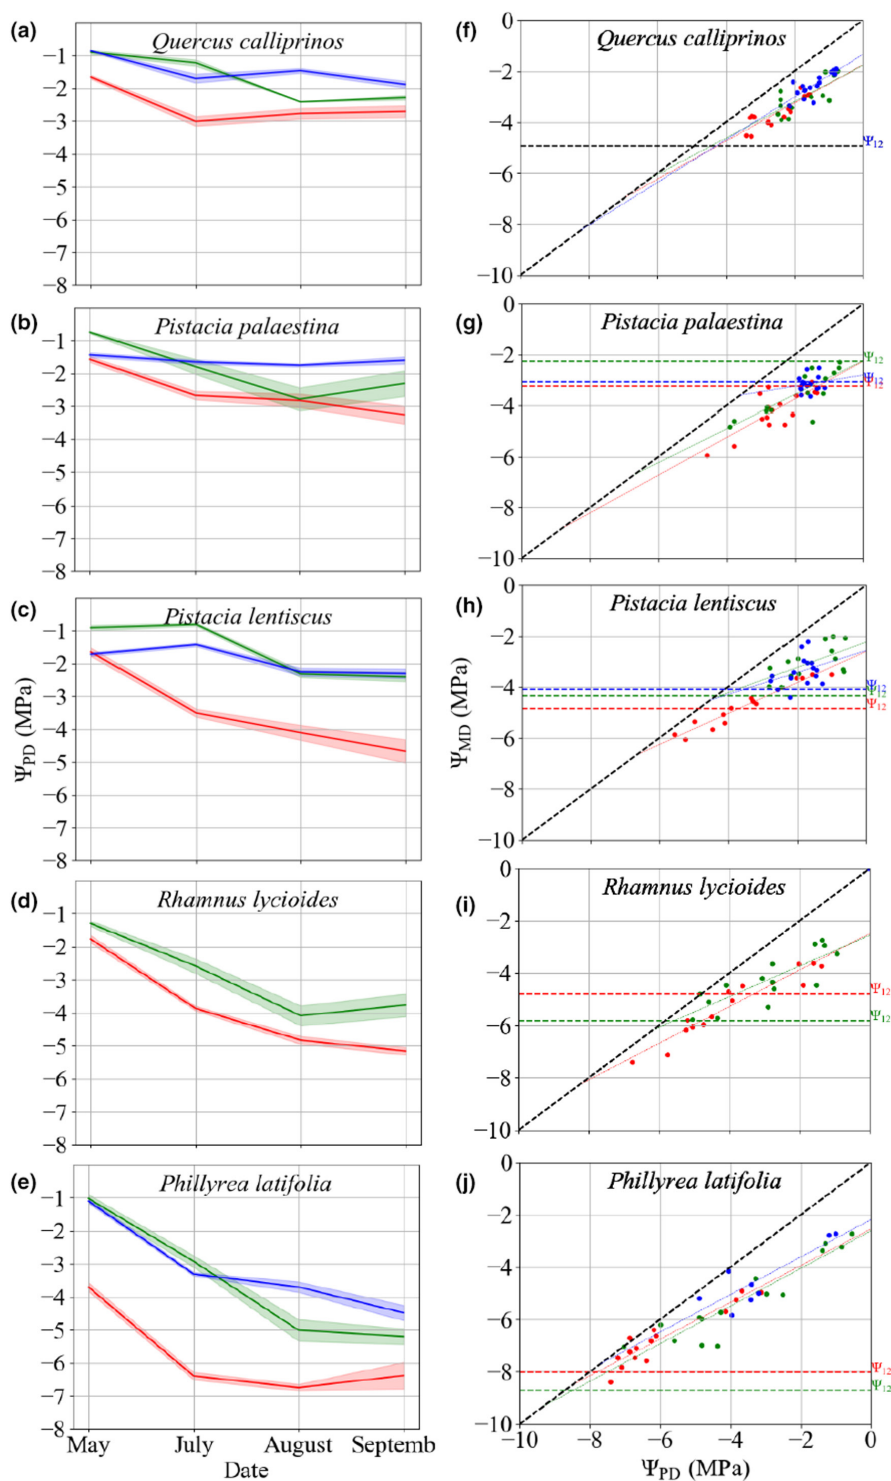 (a) Quercus calliprinos
−1
−2
−3
−4
−5
−6
−7
−8
(f) Quercus calliprinos
0
−2
−4
−6
−8
−10
Ψ12
(b) Pistacia palaestina
−1
−2
−3
−4
−5
−6
−7
−8
(g) Pistacia palaestina
0
−2
−4
−6
−8
−10
Ψ12
Ψ12
Ψ12
(c) Pistacia lentiscus
−1
−2
−3
−4
−5
−6
−7
−8
ΨPD (MPa)
(h) Pistacia lentiscus
0
−2
−4
−6
−8
−10
ΨMD (MPa)
Ψ12
Ψ12
Ψ12
(d) Rhamnus lycioides
−1
−2
−3
−4
−5
−6
−7
−8
(i) Rhamnus lycioides
0
−2
−4
−6
−8
−10
Ψ12
Ψ12
(e) Phillyrea latifolia
−1
−2
−3
−4
−5
−6
−7
−8
May July August Septemb
Date
(j) Phillyrea latifolia
0
−2
−4
−6
−8
−10
Ψ12
Ψ12
−10 −8 −6 −4 −2 0
ΨPD (MPa)